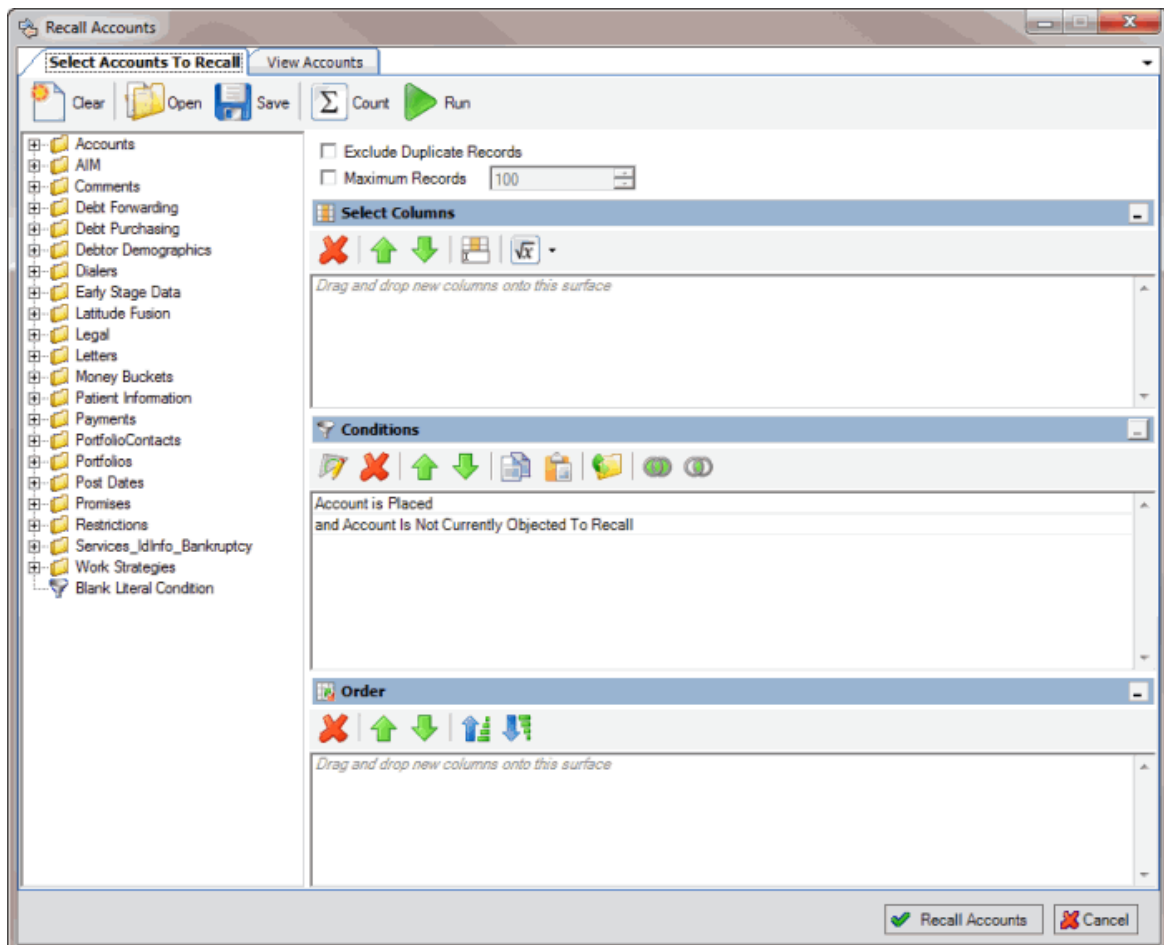 Recall Accounts
Select Accounts To Recall View Accounts
Clear Open Save Σ Count Run
Accounts
AIM
Comments
Debt Forwarding
Debt Purchasing
Debtor Demographics
Dialers
Early Stage Data
Latitude Fusion
Legal
Letters
Money Buckets
Patient Information
Payments
PortfolioContacts
Portfolios
Post Dates
Promises
Restrictions
Services_IdInfo_Bankruptcy
Work Strategies
Blank Literal Condition
Exclude Duplicate Records
Maximum Records 100
Select Columns
√x
Drag and drop new columns onto this surface
Conditions
Account is Placed
and Account Is Not Currently Objected To Recall
Order
Drag and drop new columns onto this surface
Recall Accounts Cancel